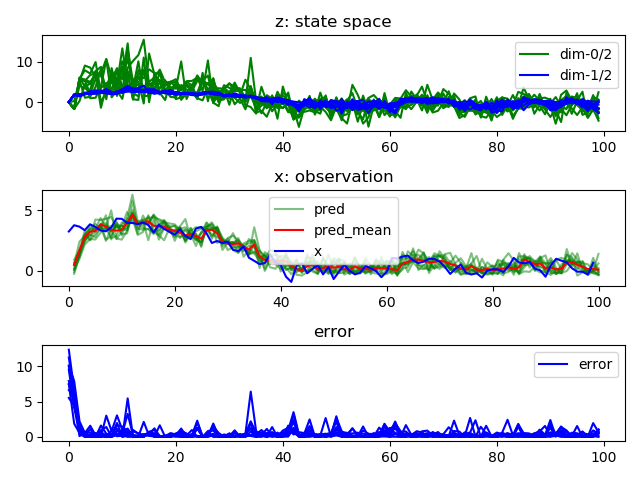 z: state space
10
0
dim-0/2
dim-1/2
0 20 40 60 80 100
x: observation
5
0
pred
pred_mean
x
0 20 40 60 80 100
error
10
5
0
error
0 20 40 60 80 100